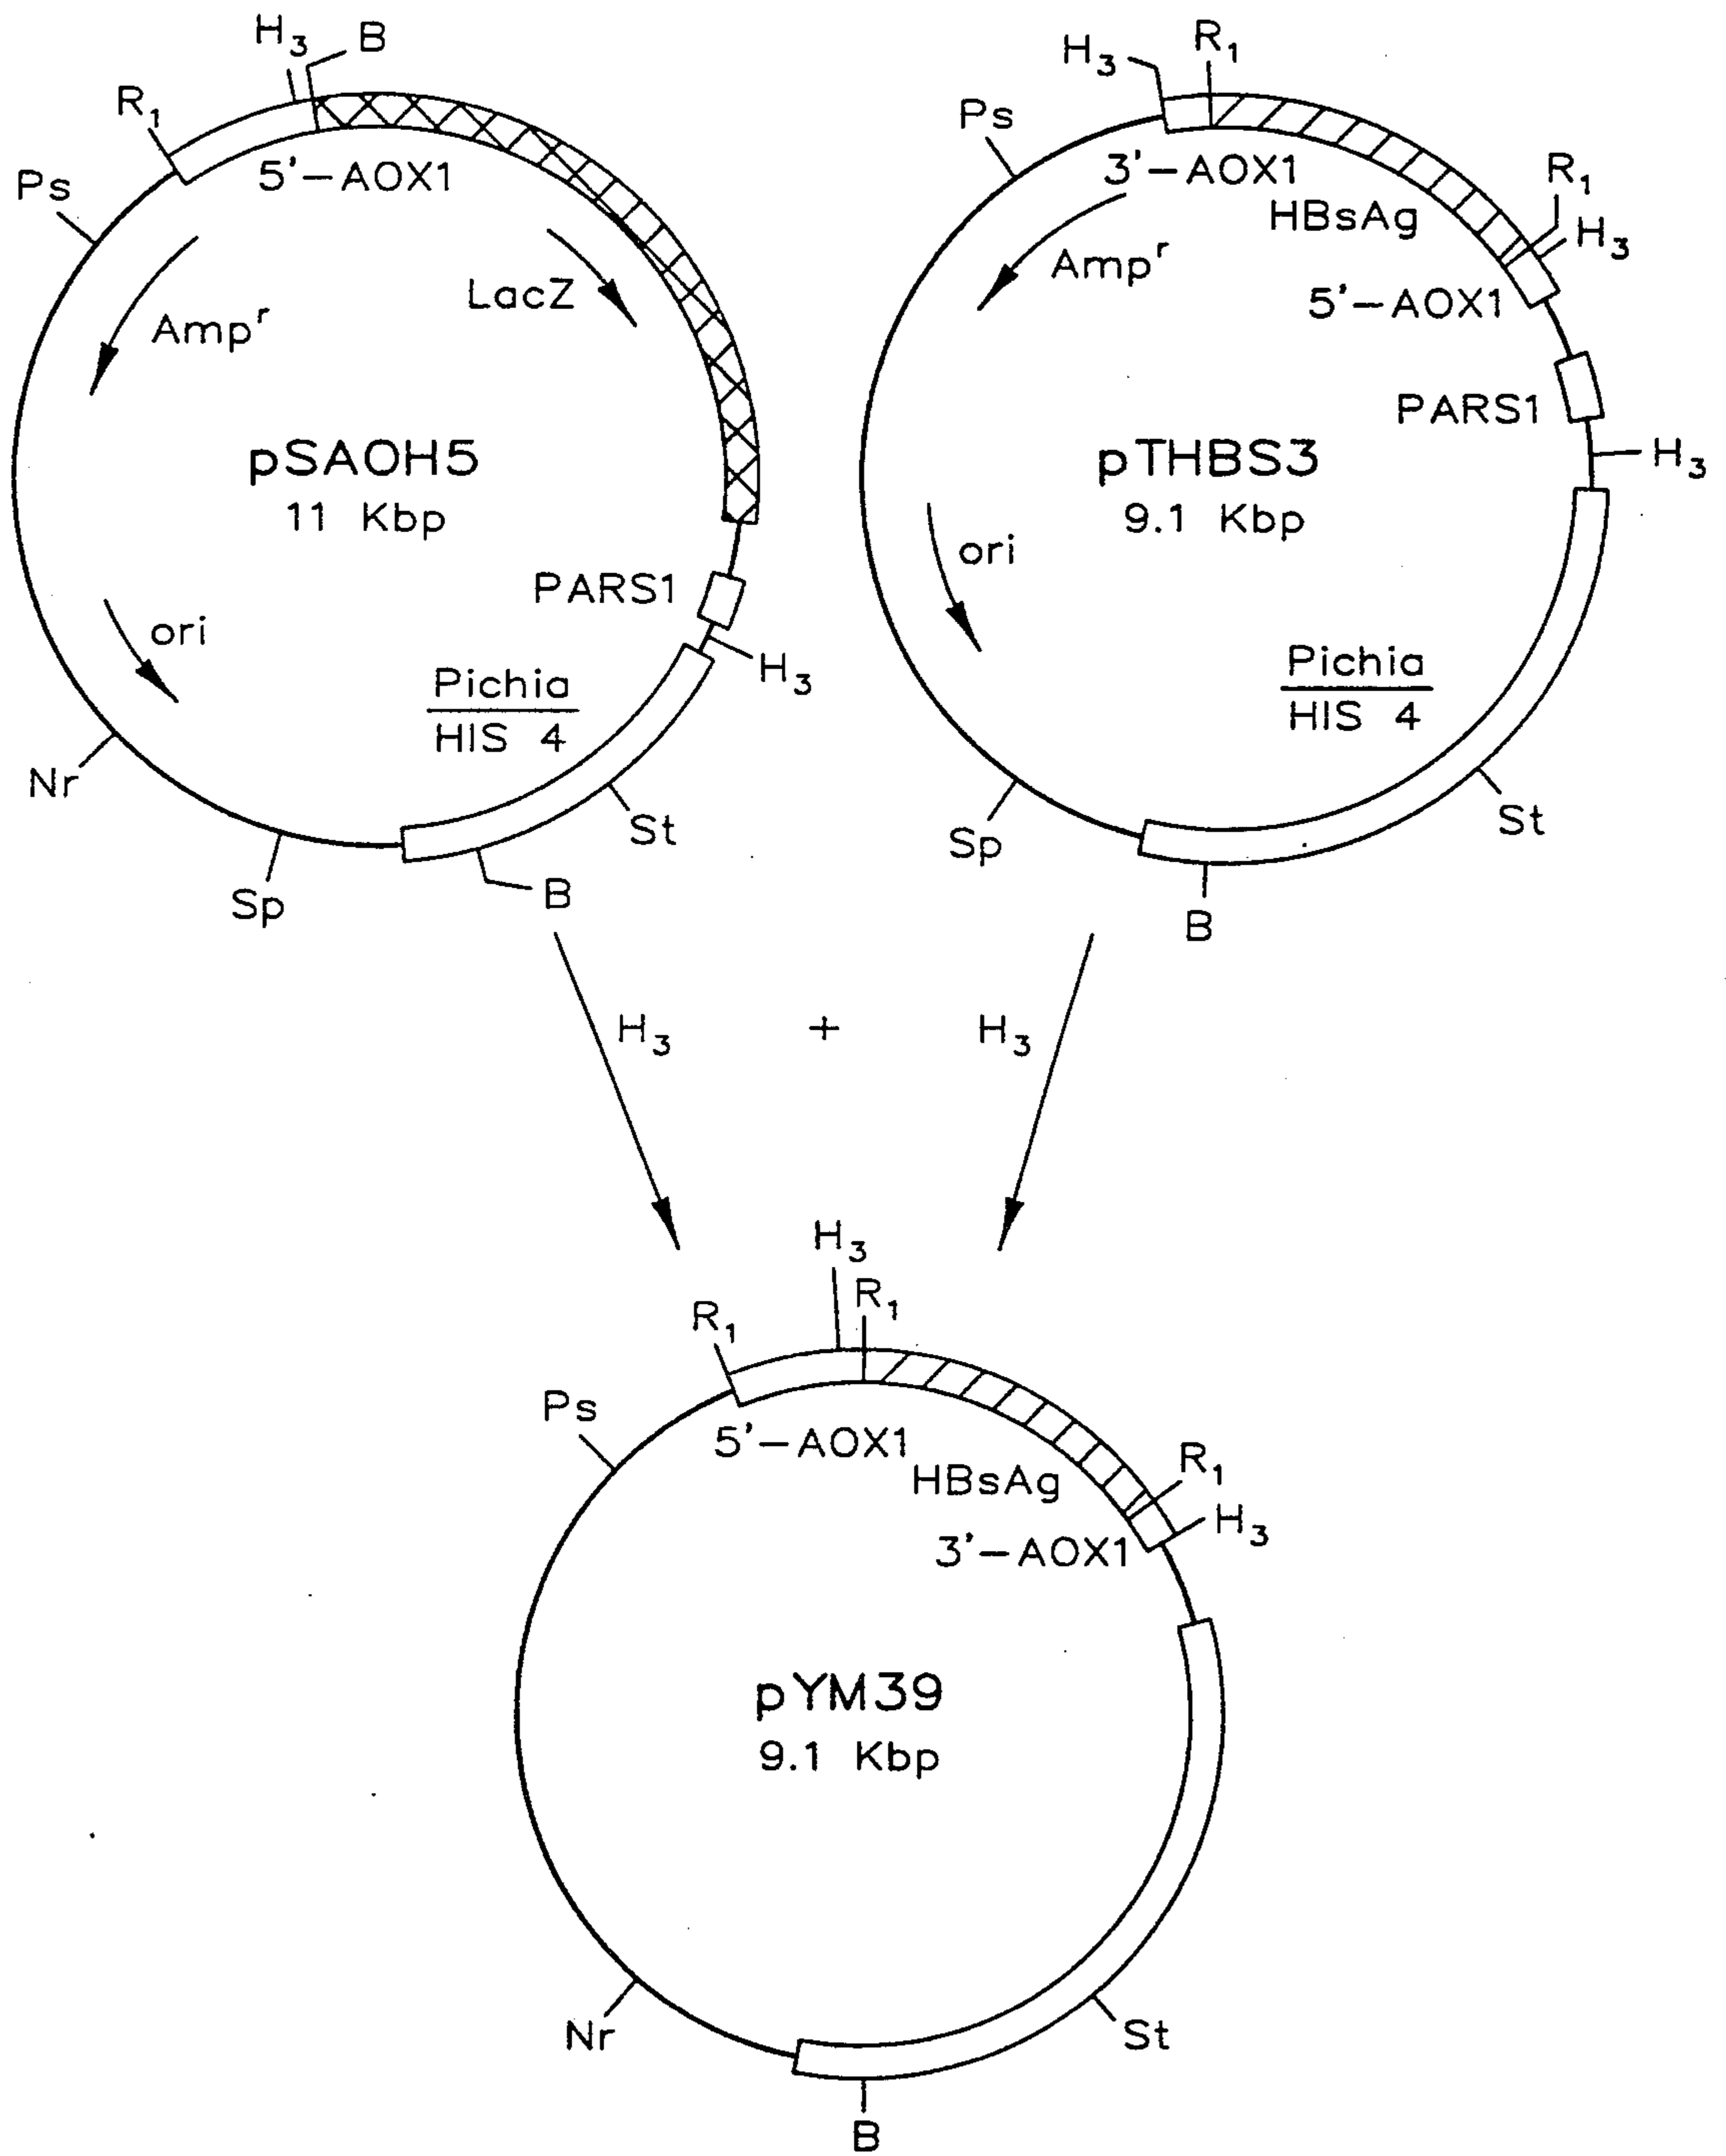 H3
B
R1
5'-AOX1
Ps
LacZ
Ampr
pSAOH5
11 Kbp
PARS1
ori
H3
Pichia
HIS 4
Nr
St
Sp
B
H3
R1
Ps
3'-AOX1
R1
HBsAg
H3
Ampr
5'-AOX1
PARS1
pTHBS3
H3
9.1 Kbp
ori
Pichia
HIS 4
St
Sp
B
H3
+
H3
H3
R1
R1
Ps
5'-AOX1
HBsAg
R1
H3
3'-AOX1
pYM39
9.1 Kbp
Nr
St
B